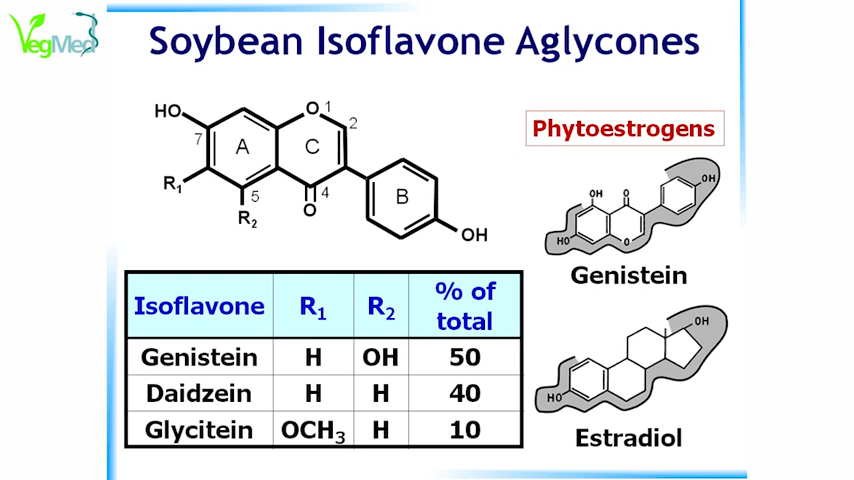 VegMed
Soybean Isoflavone Aglycones
HO
O 1
2
7
A
C
R1
5
4
R2
O
B
OH
Phytoestrogens
OH
O
OH
HO
O
Genistein
Isoflavone R1 R2 % of total
Genistein H OH 50
Daidzein H H 40
Glycitein OCH3 H 10
OH
HO
Estradiol